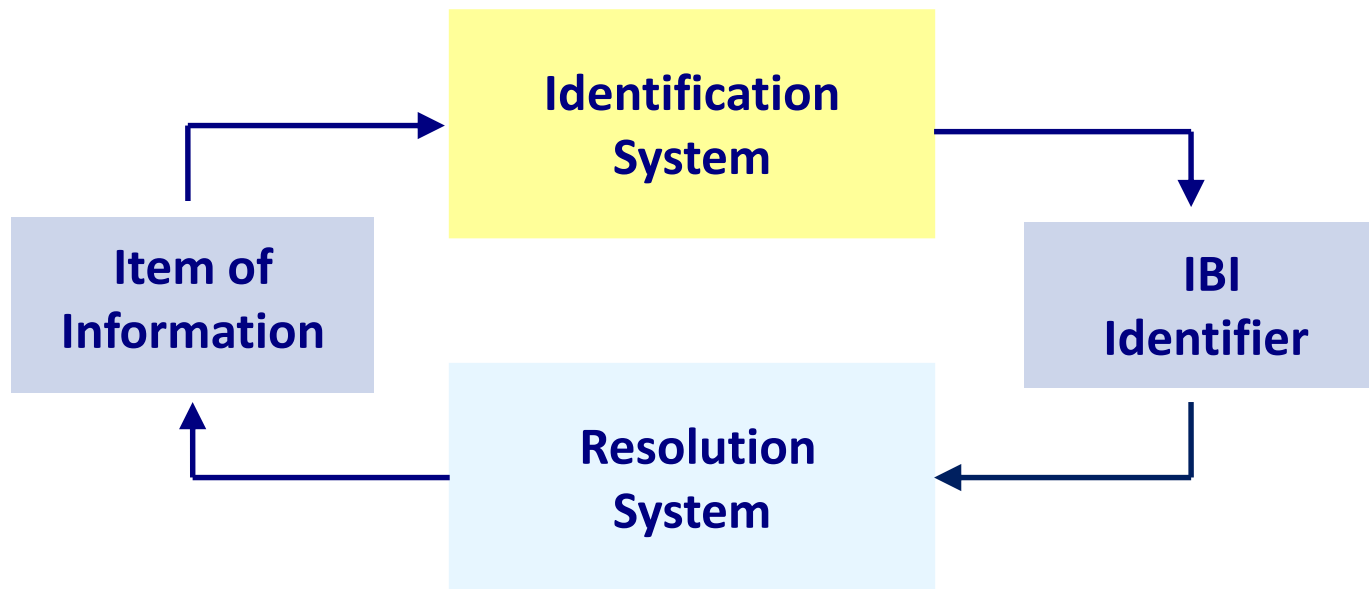 Identification
System
Item of
Information
IBI
Identifier
Resolution
System